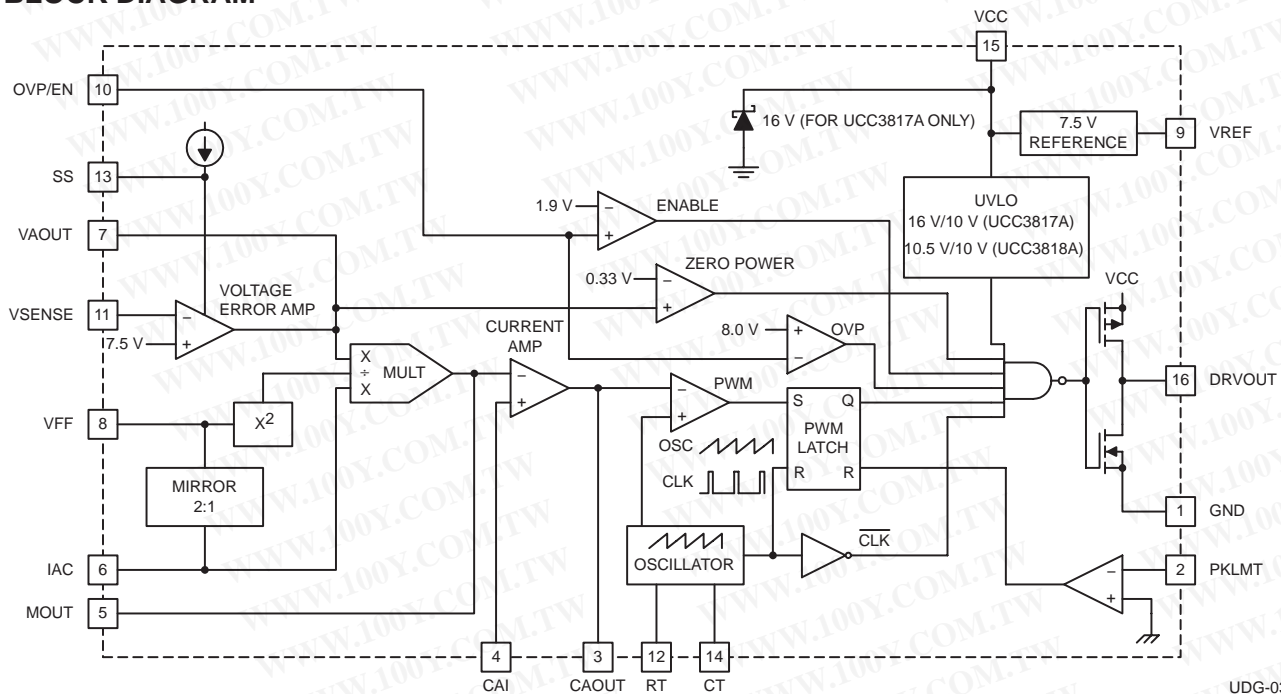 BLOCK DIAGRAM
VCC
15
OVP/EN 10
16 V (FOR UCC3817A ONLY)
7.5 V
REFERENCE
9 VREF
SS 13
1.9 V
−
+
ENABLE
UVLO
16 V/10 V (UCC3817A)
10.5 V/10 V (UCC3818A)
VAOUT 7
ZERO POWER
0.33 V
−
+
VCC
VOLTAGE
ERROR AMP
VSENSE 11
−
7.5 V
+
CURRENT
AMP
8.0 V
+
−
OVP
X
÷
X
MULT
−
+
PWM
−
+
16 DRVOUT
S Q
PWM
LATCH
R R
VFF 8
X2
OSC
CLK
MIRROR
2:1
1 GND
OSCILLATOR
CLK
IAC 6
−
+
2 PKLMT
MOUT 5
4 3 12 14
CAI CAOUT RT CT
WWW.100Y.COM.TW